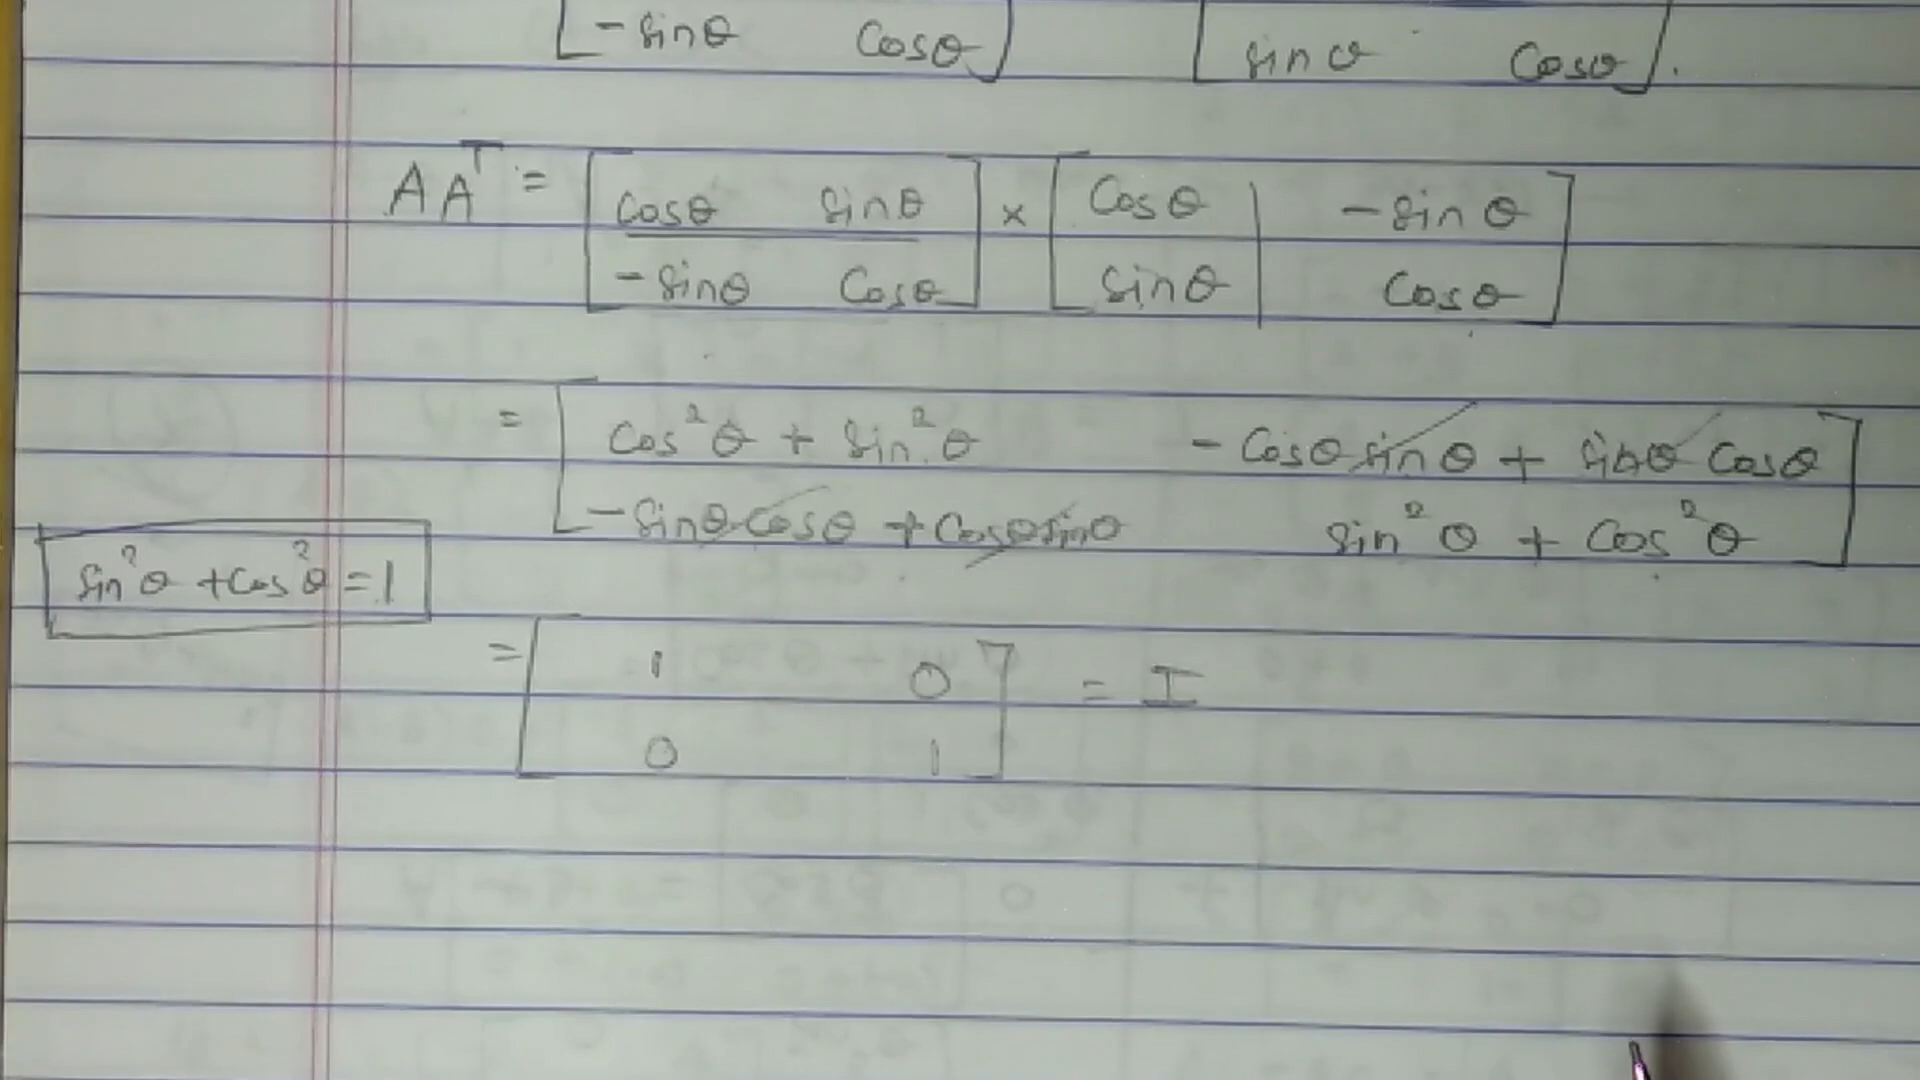 -sinθ cosθ] sinθ cosθ].
AAᵀ = [cosθ sinθ] × [cosθ | -sinθ]
[-sinθ cosθ] [sinθ | cosθ]
= [cos²θ + sin²θ -cosθ sinθ + sinθ cosθ]
[-sinθ cosθ + cosθ sinθ sin²θ + cos²θ]
sin²θ + cos²θ = 1
= [1 0] = I
[0 1]